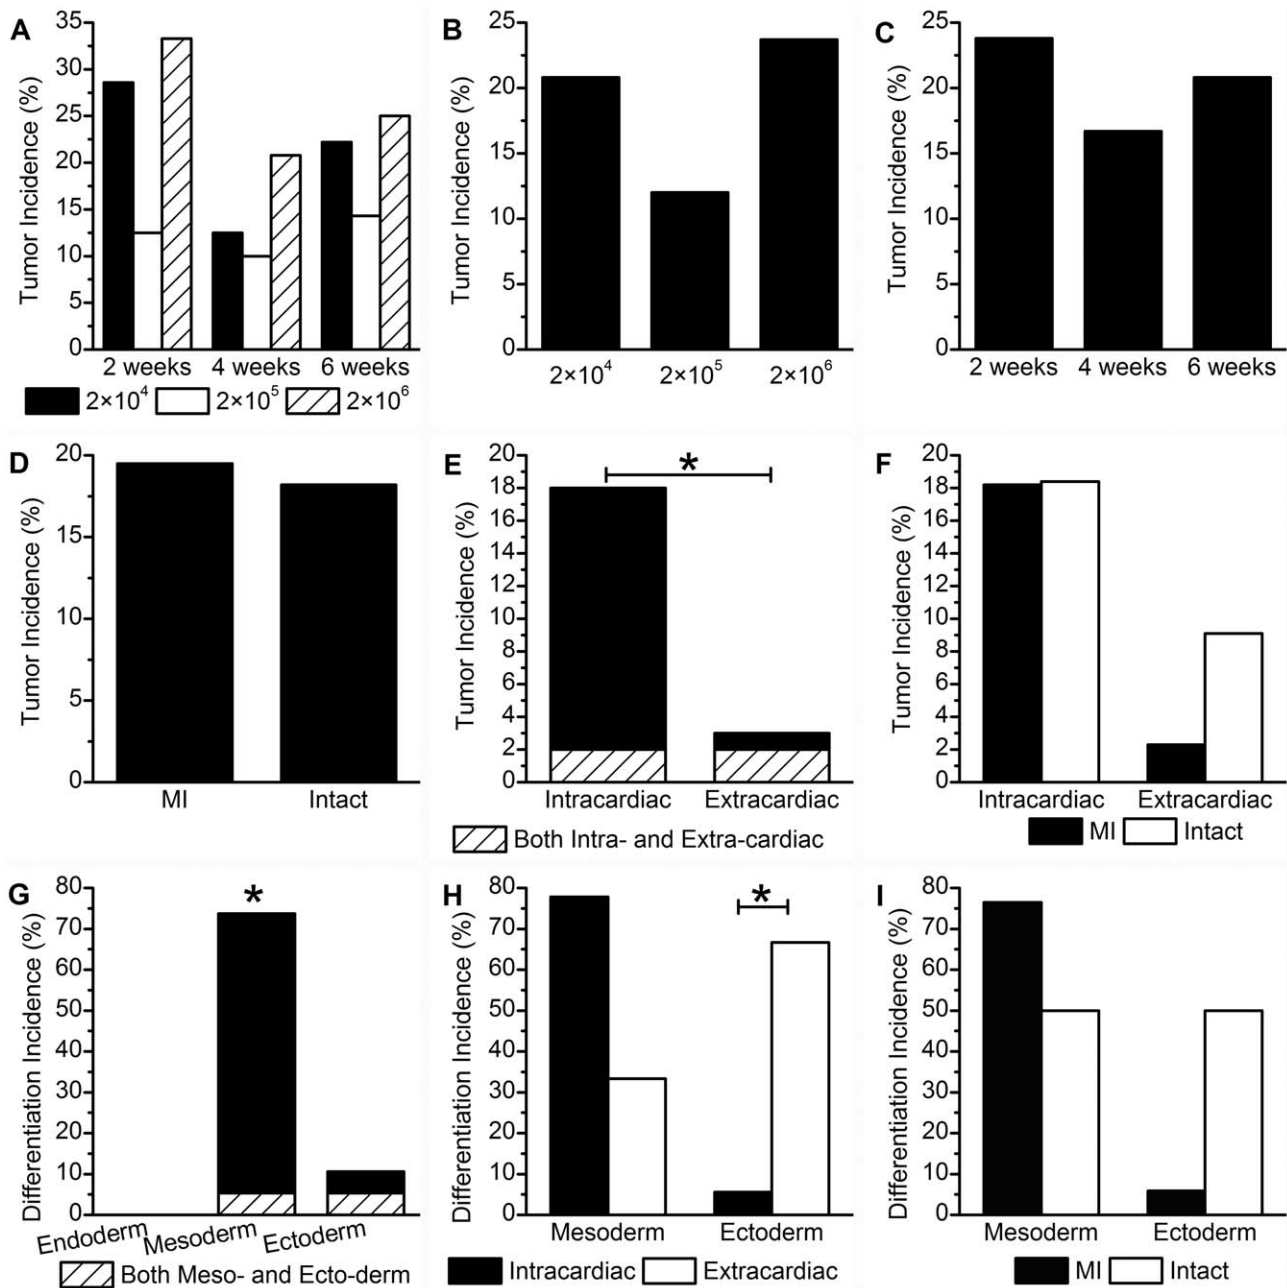 A
Tumor Incidence (%)
35
30
25
20
15
10
5
0
2 weeks 4 weeks 6 weeks
2×10⁴ 2×10⁵ 2×10⁶
B
Tumor Incidence (%)
25
20
15
10
5
0
2×10⁴ 2×10⁵ 2×10⁶
C
Tumor Incidence (%)
25
20
15
10
5
0
2 weeks 4 weeks 6 weeks
D
Tumor Incidence (%)
20
15
10
5
0
MI Intact
E
Tumor Incidence (%)
20
18
16
14
12
10
8
6
4
2
0
*
Intracardiac Extracardiac
Both Intra- and Extra-cardiac
F
Tumor Incidence (%)
20
18
16
14
12
10
8
6
4
2
0
Intracardiac Extracardiac
MI Intact
G
Differentiation Incidence (%)
80
70
60
50
40
30
20
10
0
*
Endoderm Mesoderm Ectoderm
Both Meso- and Ecto-derm
H
Differentiation Incidence (%)
80
70
60
50
40
30
20
10
0
*
Mesoderm Ectoderm
Intracardiac Extracardiac
I
Differentiation Incidence (%)
80
70
60
50
40
30
20
10
0
Mesoderm Ectoderm
MI Intact